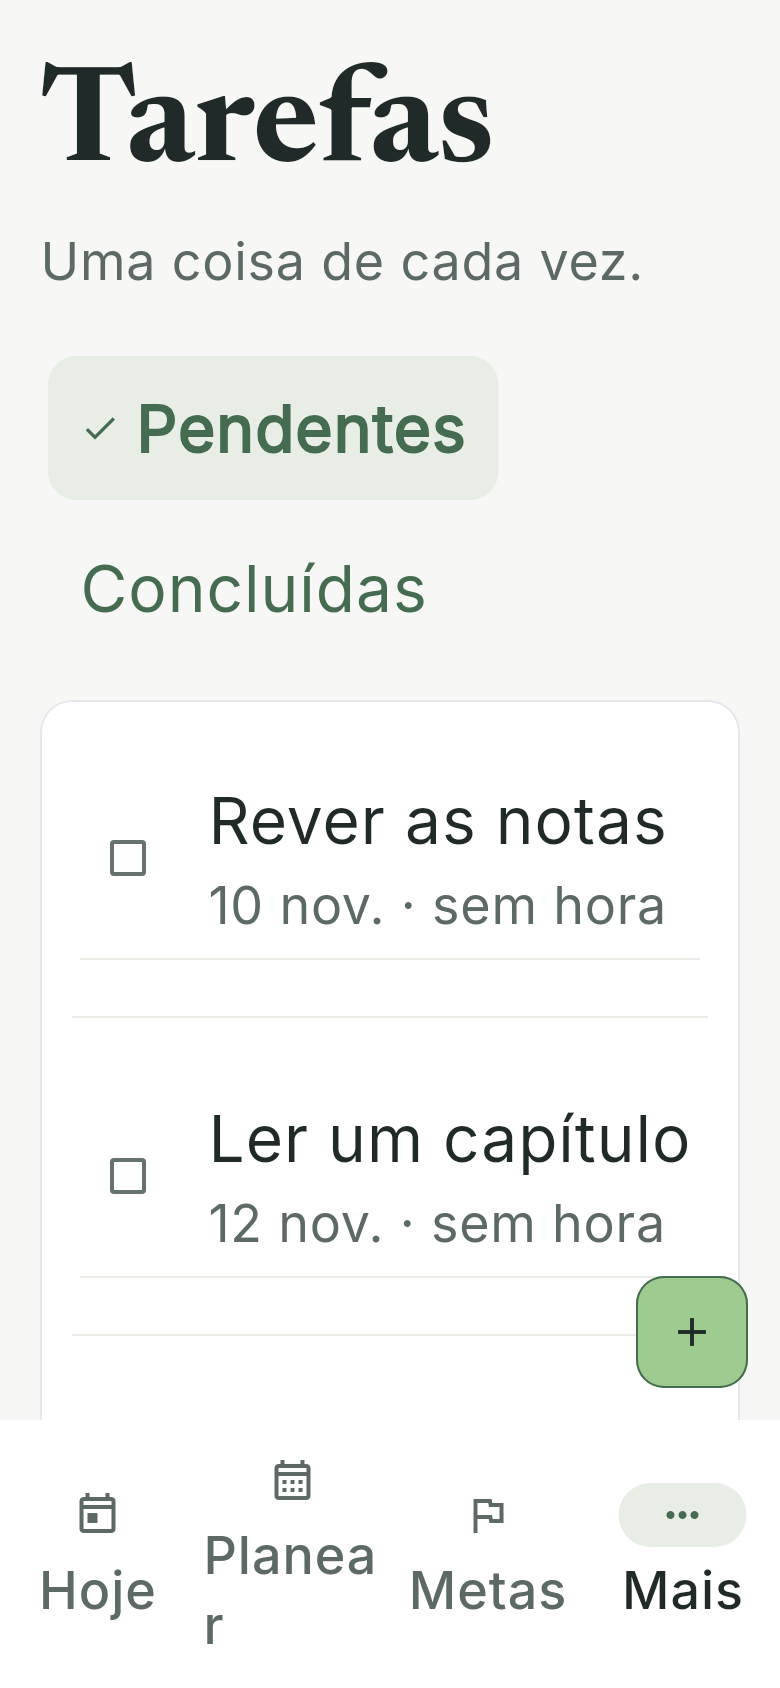 Tarefas
Uma coisa de cada vez.
Pendentes
Concluídas
Rever as notas
10 nov. · sem hora
Ler um capítulo
12 nov. · sem hora
Hoje
Planea
r
Metas
Mais